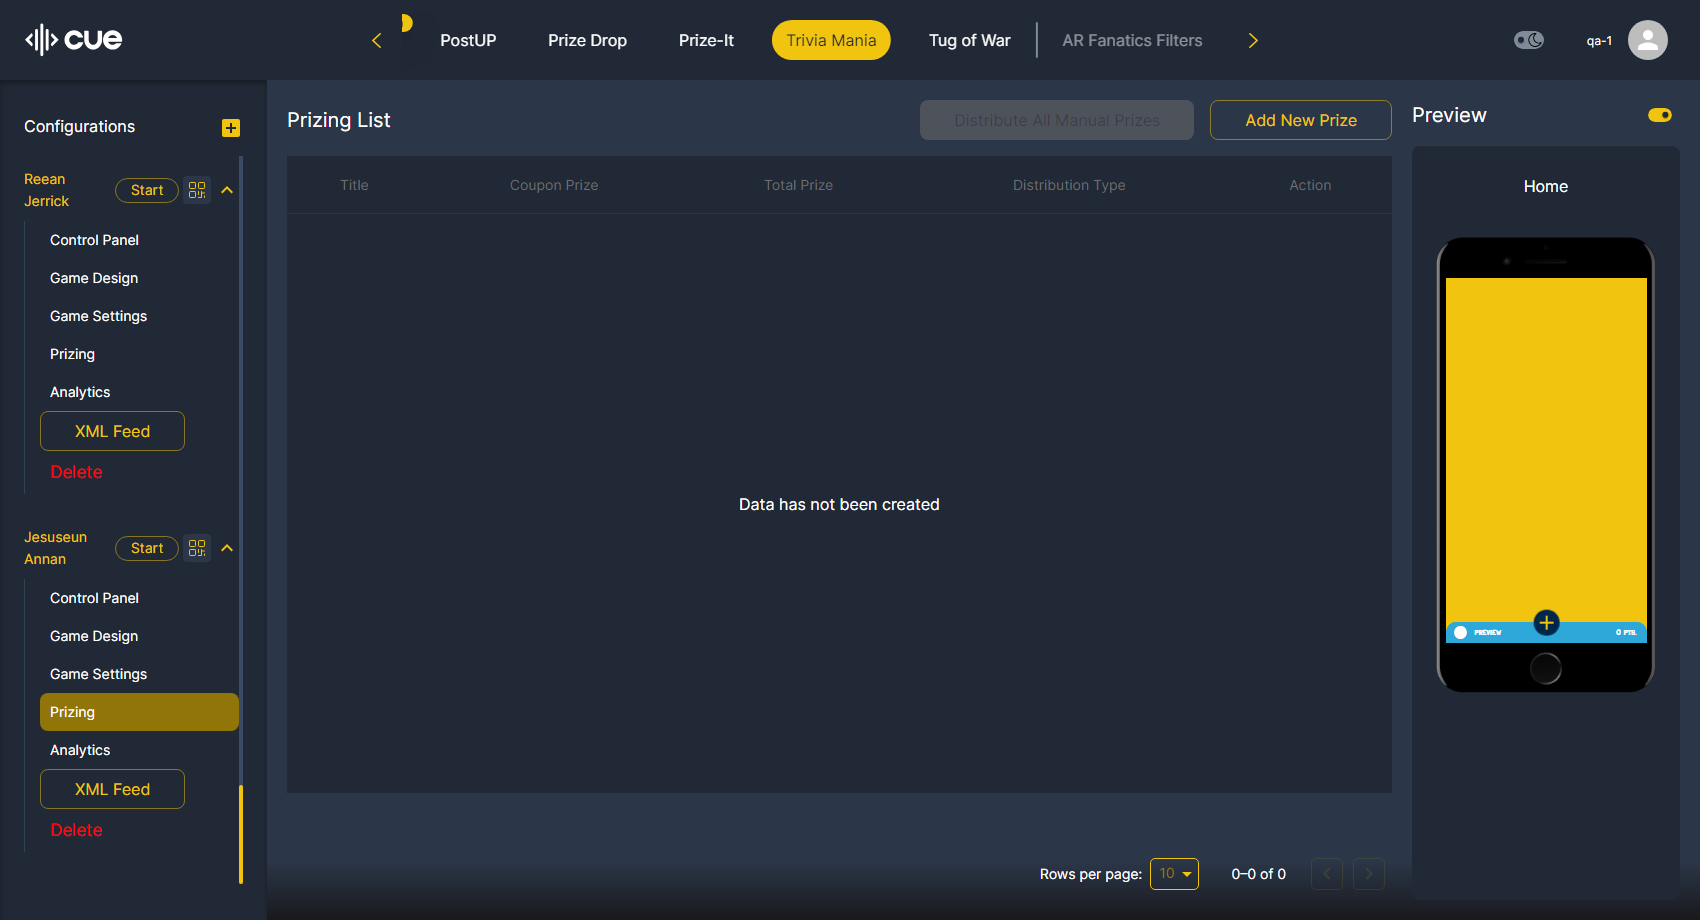 cue
PostUP
Prize Drop
Prize-It
Trivia Mania
Tug of War
AR Fanatics Filters
qa-1
Configurations
Reean
Jerrick
Start
Control Panel
Game Design
Game Settings
Prizing
Analytics
XML Feed
Delete
Jesuseun
Annan
Start
Control Panel
Game Design
Game Settings
Prizing
Analytics
XML Feed
Delete
Prizing List
Distribute All Manual Prizes
Add New Prize
Title
Coupon Prize
Total Prize
Distribution Type
Action
Data has not been created
Rows per page:
10
0–0 of 0
Preview
Home
PREVIEW
0 PTS.